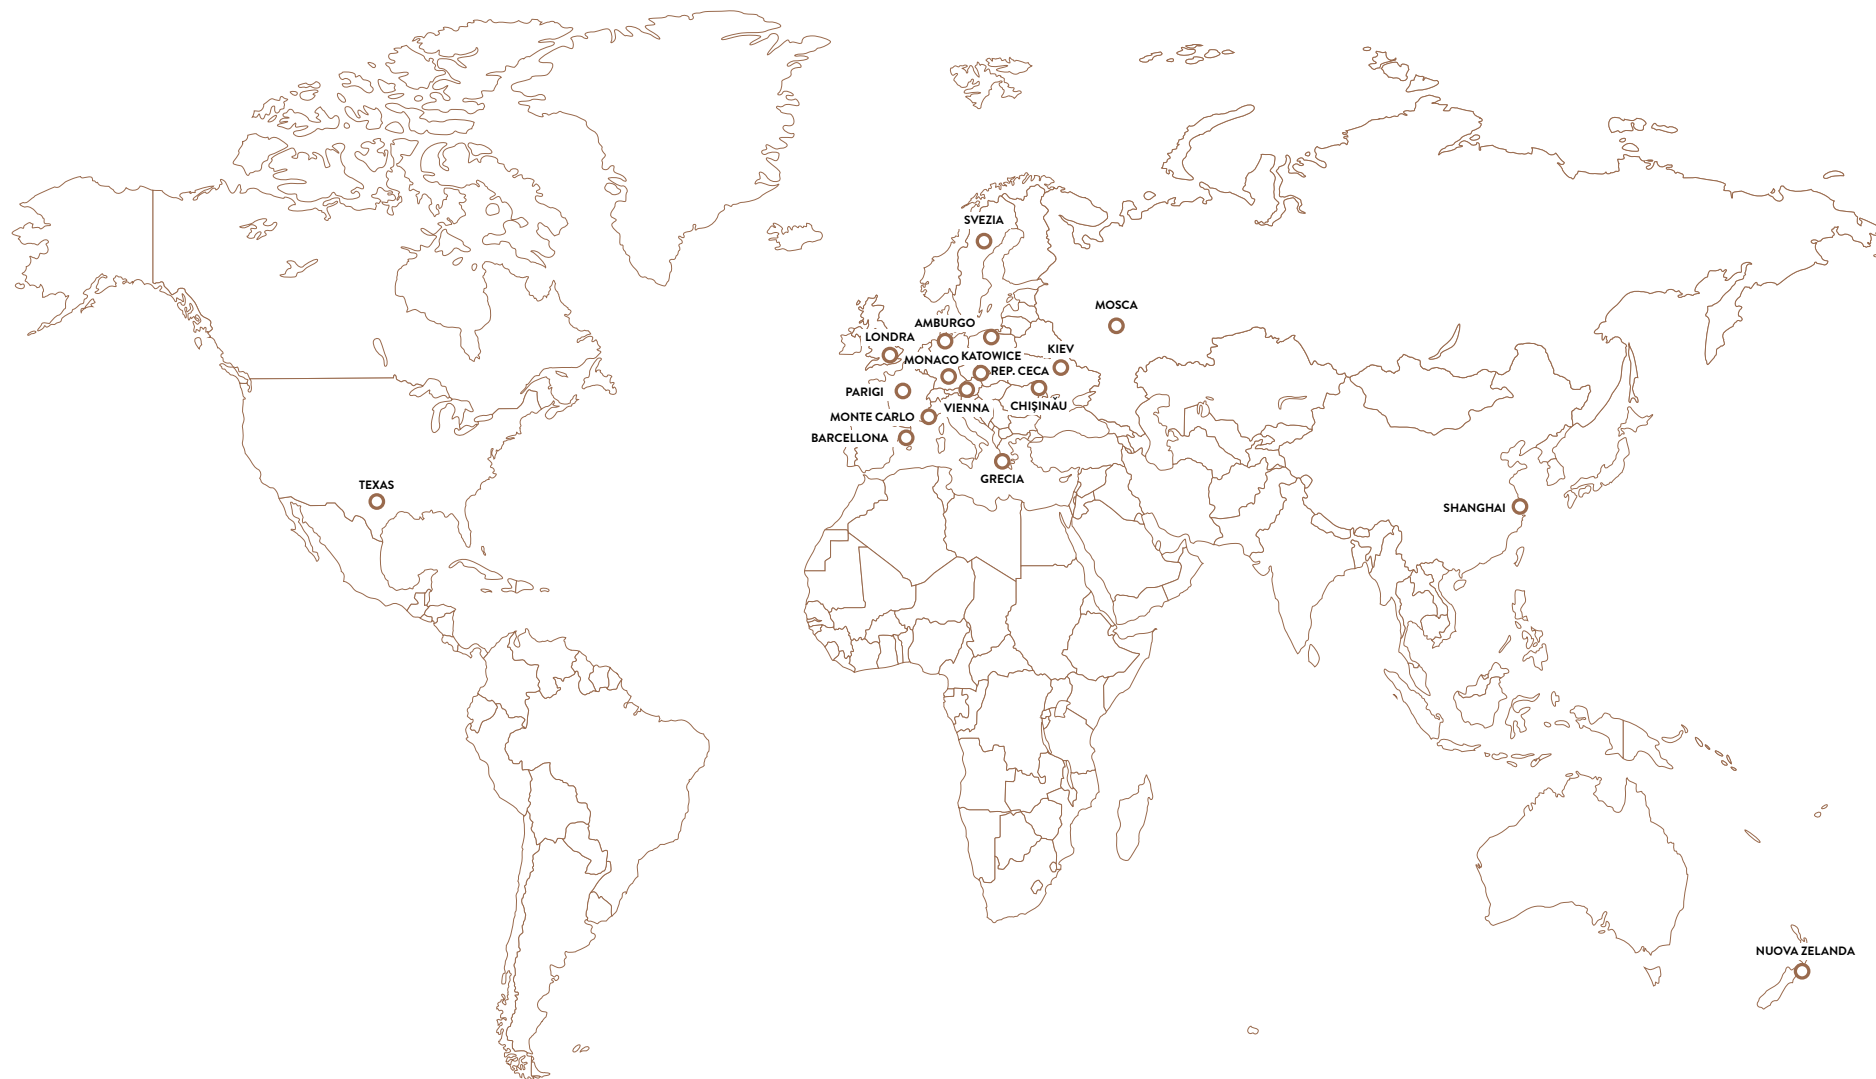 SVEZIA
MOSCA
AMBURGO
LONDRA
KIEV
MONACO
KATOWICE
REP. CECA
PARIGI
VIENNA
CHIȘINAU
MONTE CARLO
BARCELLONA
GRECIA
TEXAS
SHANGHAI
NUOVA ZELANDA